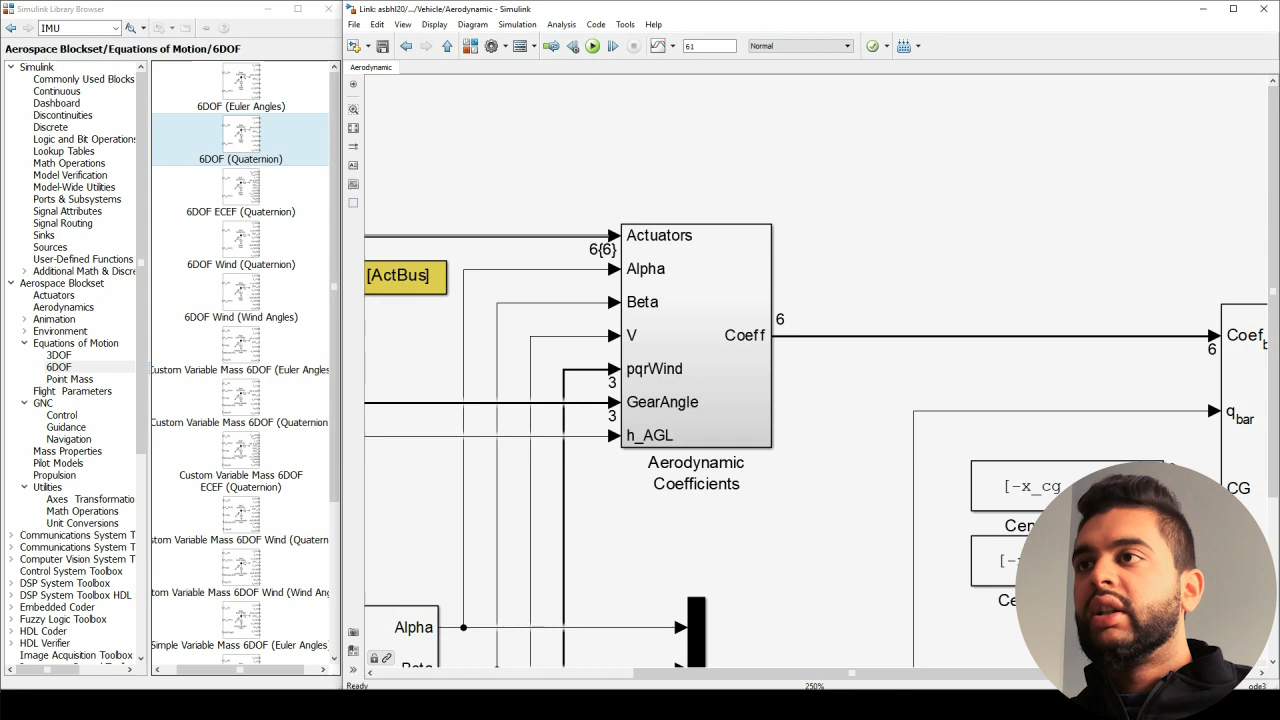 Simulink Library Browser
IMU
Aerospace Blockset/Equations of Motion/6DOF
Simulink
Commonly Used Blocks
Continuous
Dashboard
Discontinuities
Discrete
Logic and Bit Operations
Lookup Tables
Math Operations
Model Verification
Model-Wide Utilities
Ports & Subsystems
Signal Attributes
Signal Routing
Sinks
Sources
User-Defined Functions
Additional Math & Discre
Aerospace Blockset
Actuators
Aerodynamics
Animation
Environment
Equations of Motion
3DOF
6DOF
Point Mass
Flight Parameters
GNC
Control
Guidance
Navigation
Mass Properties
Pilot Models
Propulsion
Utilities
Axes Transformatio
Math Operations
Unit Conversions
Communications System T
Communications System T
Computer Vision System T
Control System Toolbox
DSP System Toolbox
DSP System Toolbox HDL
Embedded Coder
Fuzzy Logic Toolbox
HDL Coder
HDL Verifier
Image Acquisition Toolbox
6DOF (Euler Angles)
6DOF (Quaternion)
6DOF ECEF (Quaternion)
6DOF Wind (Quaternion)
6DOF Wind (Wind Angles)
Custom Variable Mass 6DOF (Euler Angles
Custom Variable Mass 6DOF (Quaternion
Custom Variable Mass 6DOF
ECEF (Quaternion)
stom Variable Mass 6DOF Wind (Quatern
tom Variable Mass 6DOF Wind (Wind Ang
Simple Variable Mass 6DOF (Euler Angles
Link: asbhl20/.../Vehicle/Aerodynamic - Simulink
File Edit View Display Diagram Simulation Analysis Code Tools Help
61
Normal
Aerodynamic
[ActBus]
6{6}
3
3
Actuators
Alpha
Beta
V
pqrWind
GearAngle
h_AGL
Coeff
6
Aerodynamic
Coefficients
6
Coef
q_bar
CG
[-x_cg
Cen
[-
Ce
Alpha
Beta
Ready
250%
ode3